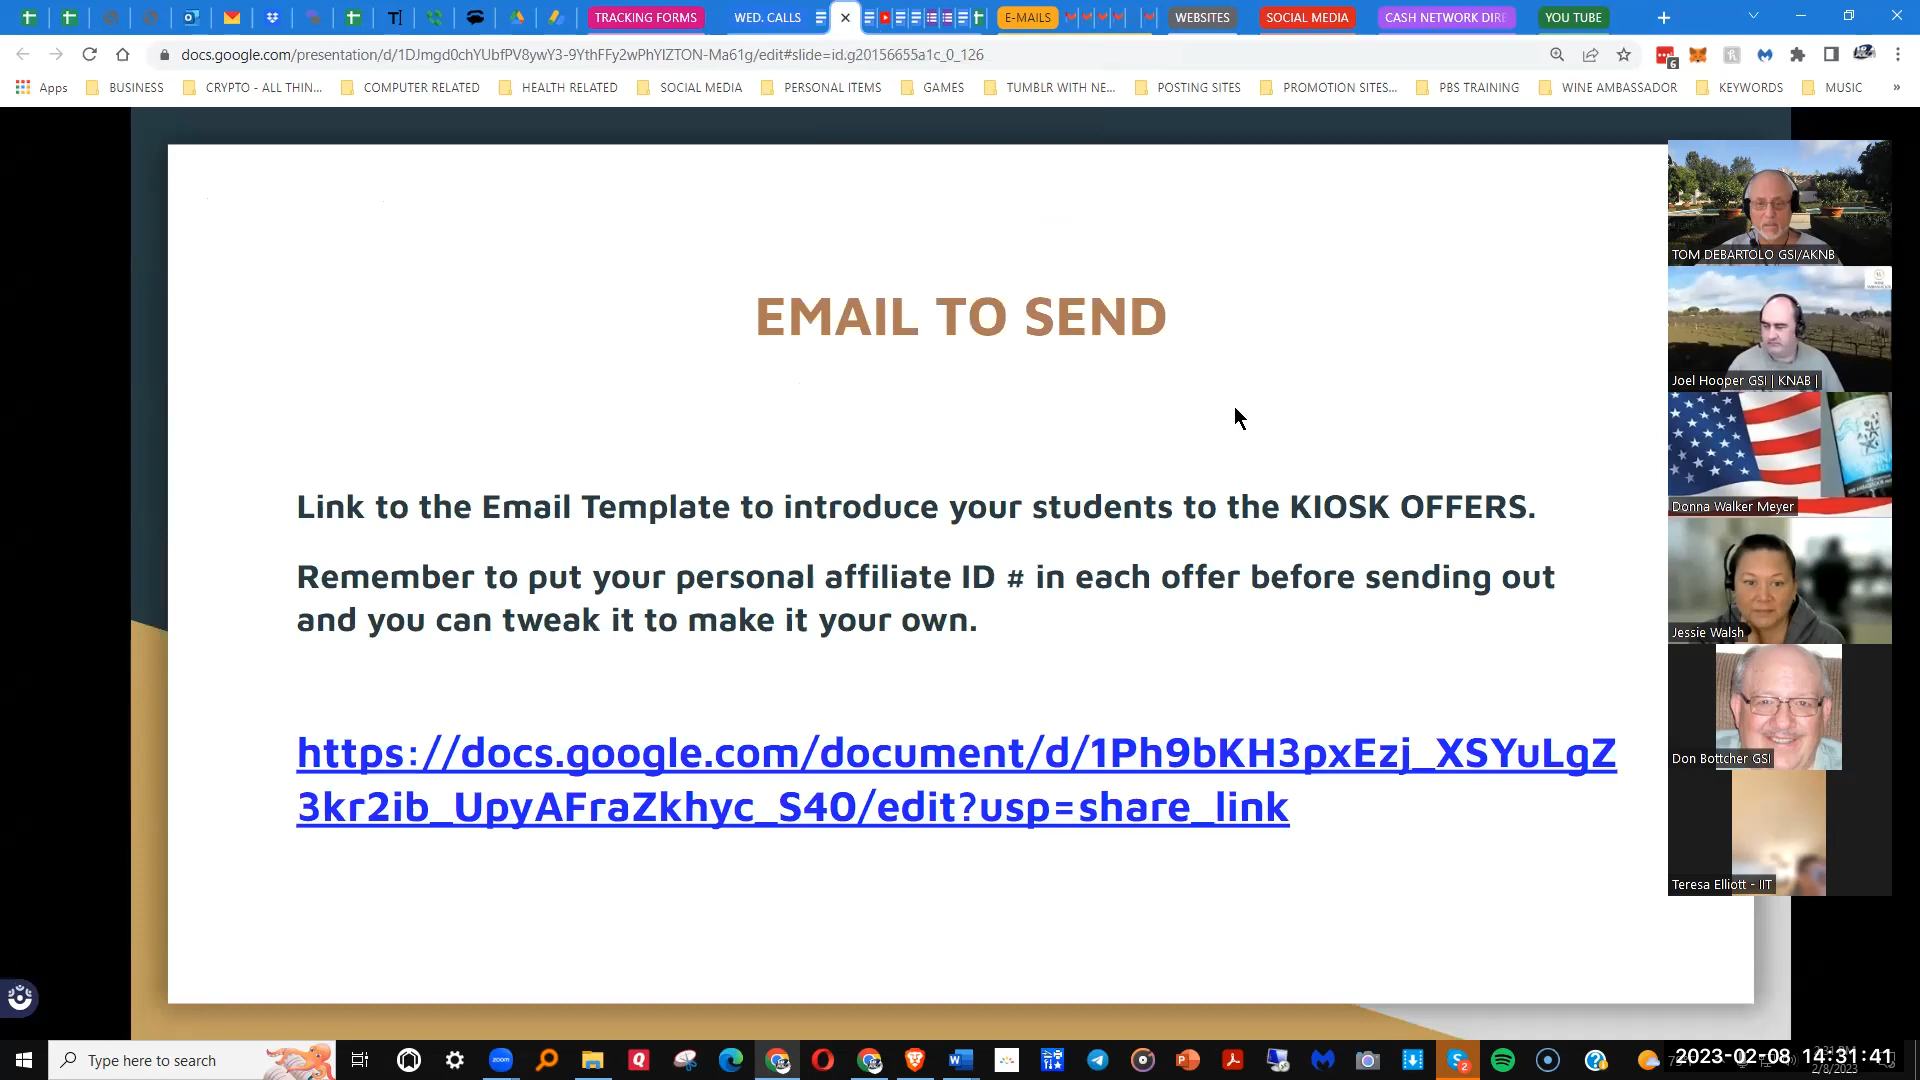 TRACKING FORMS
WED. CALLS
E-MAILS
WEBSITES
SOCIAL MEDIA
CASH NETWORK DIRE
YOU TUBE
docs.google.com/presentation/d/1DJmgd0chYUbfPV8ywY3-9YthFFy2wPhYIZTON-Ma61g/edit#slide=id.g20156655a1c_0_126
Apps
BUSINESS
CRYPTO - ALL THIN...
COMPUTER RELATED
HEALTH RELATED
SOCIAL MEDIA
PERSONAL ITEMS
GAMES
TUMBLR WITH NE...
POSTING SITES
PROMOTION SITES...
PBS TRAINING
WINE AMBASSADOR
KEYWORDS
MUSIC
EMAIL TO SEND
Link to the Email Template to introduce your students to the KIOSK OFFERS.
Remember to put your personal affiliate ID # in each offer before sending out
and you can tweak it to make it your own.
https://docs.google.com/document/d/1Ph9bKH3pxEzj_XSYuLgZ
3kr2ib_UpyAFraZkhyc_S40/edit?usp=share_link
TOM DEBARTOLO GSI/AKNB
Joel Hooper GSI | KNAB |
Donna Walker Meyer
Jessie Walsh
Don Bottcher GSI
Teresa Elliott - IIT
Type here to search
zoom
2023-02-08 14:31:41
2/8/2023